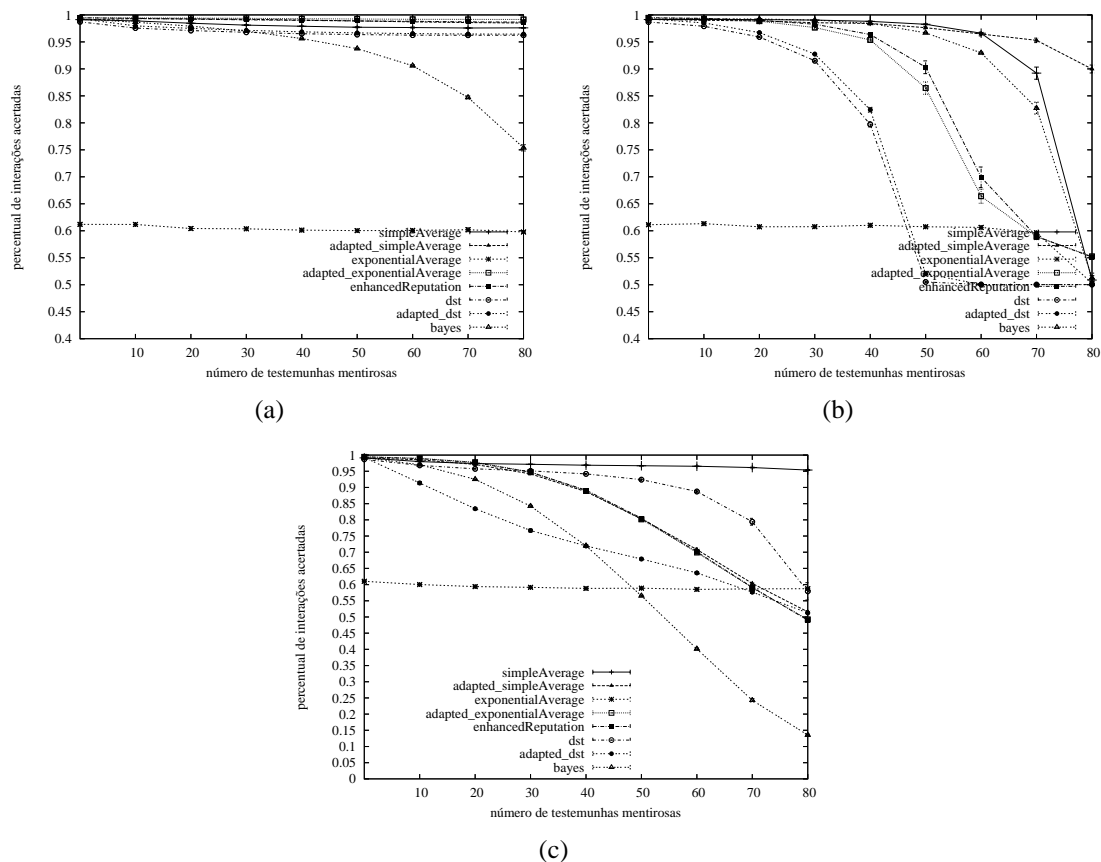 1
0.95
0.9
0.85
0.8
0.75
0.7
0.65
0.6
0.55
0.5
0.45
0.4
10 20 30 40 50 60 70 80
percentual de interações acertadas
número de testemunhas mentirosas
simpleAverage
adapted_simpleAverage
exponentialAverage
adapted_exponentialAverage
enhancedReputation
dst
adapted_dst
bayes
(a)
1
0.95
0.9
0.85
0.8
0.75
0.7
0.65
0.6
0.55
0.5
0.45
0.4
10 20 30 40 50 60 70 80
percentual de interações acertadas
número de testemunhas mentirosas
simpleAverage
adapted_simpleAverage
exponentialAverage
adapted_exponentialAverage
enhancedReputation
dst
adapted_dst
bayes
(b)
1
0.95
0.9
0.85
0.8
0.75
0.7
0.65
0.6
0.55
0.5
0.45
0.4
0.35
0.3
0.25
0.2
0.15
0.1
0.05
0
10 20 30 40 50 60 70 80
percentual de interações acertadas
número de testemunhas mentirosas
simpleAverage
adapted_simpleAverage
exponentialAverage
adapted_exponentialAverage
enhancedReputation
dst
adapted_dst
bayes
(c)